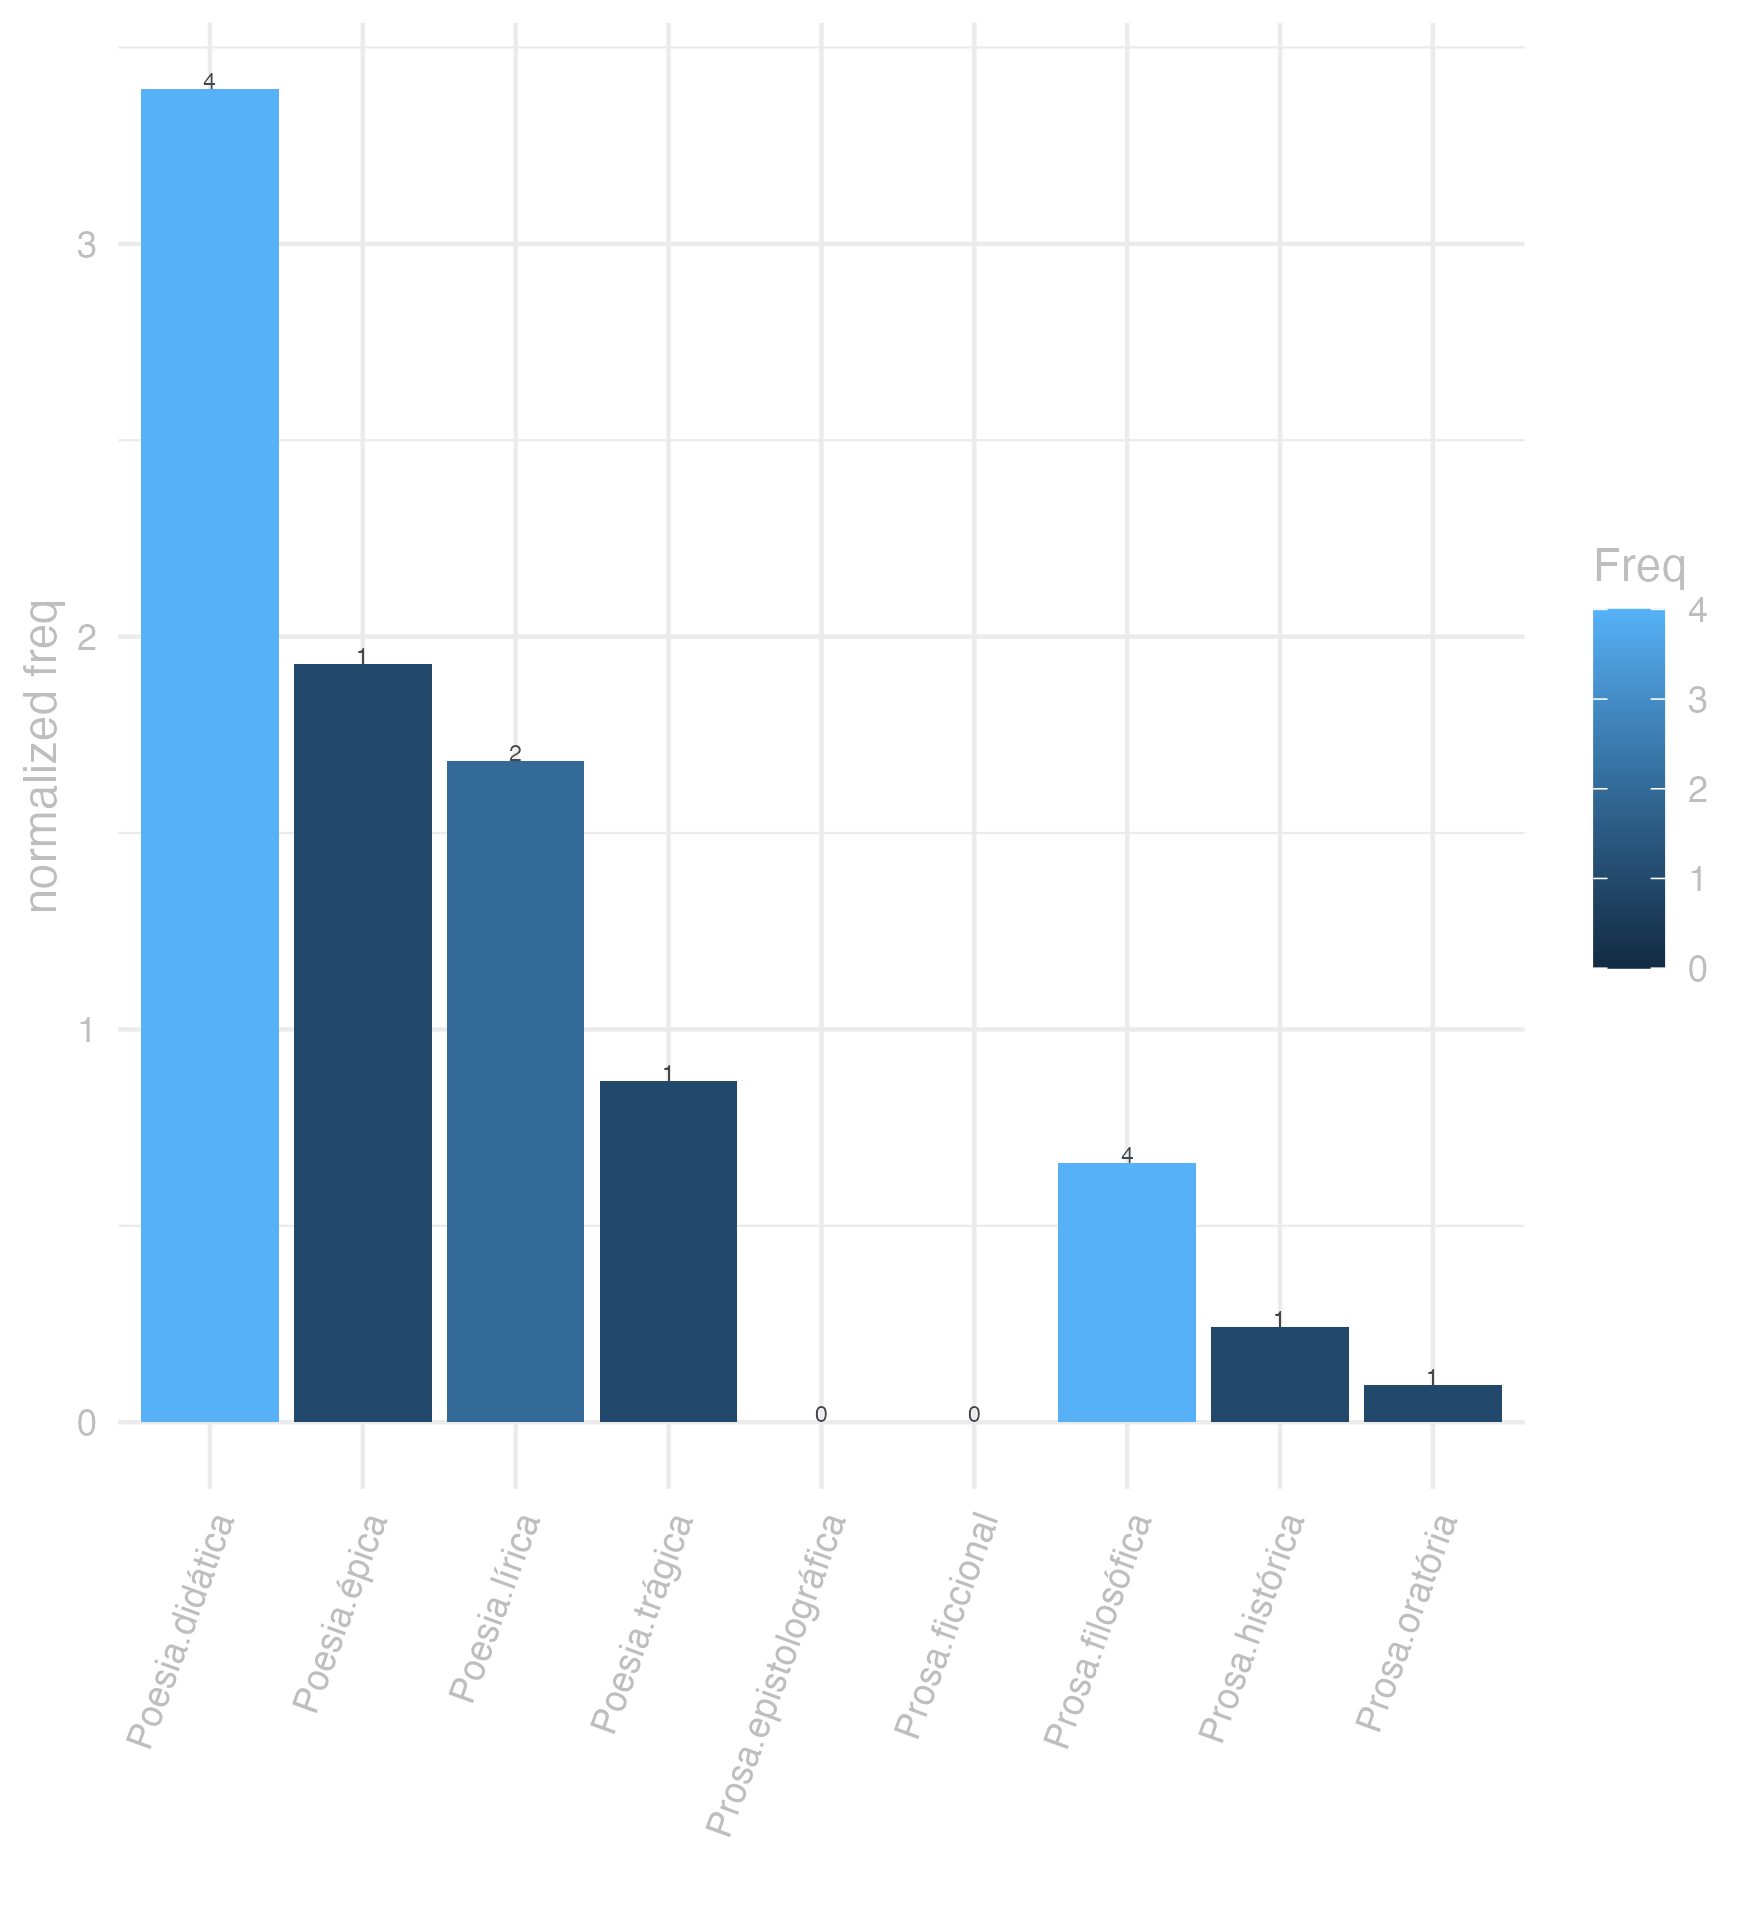 4
3
1
2
2
1
1
4
1
1
0
0
0
normalized freq
Freq
4
3
2
1
0
Poesia.didática
Poesia.épica
Poesia.lírica
Poesia.trágica
Prosa.epistolográfica
Prosa.ficcional
Prosa.filosófica
Prosa.histórica
Prosa.oratória